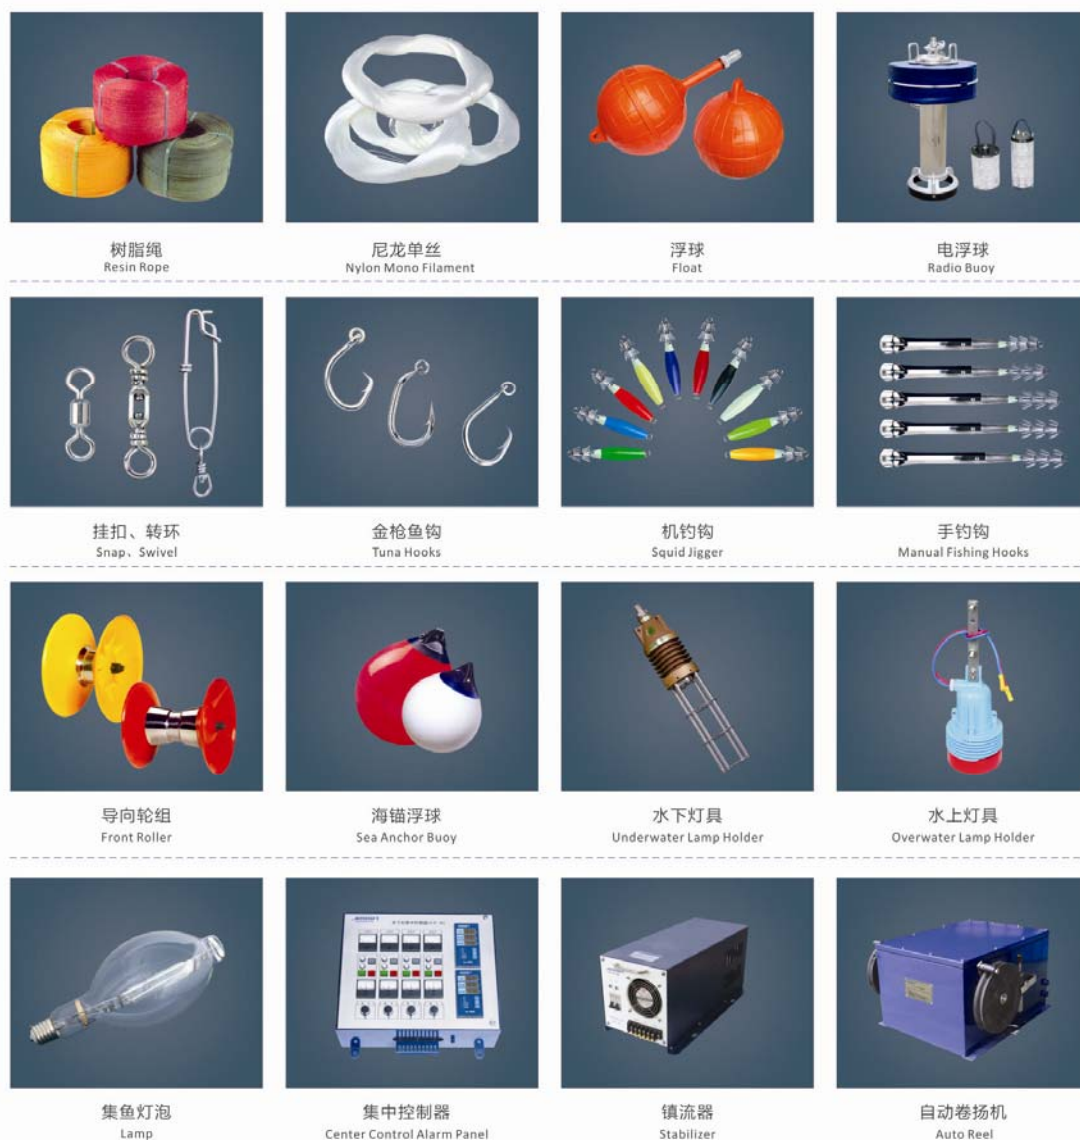 树脂绳
Resin Rope
尼龙单丝
Nylon Mono Filament
浮球
Float
电浮球
Radio Buoy
挂扣、转环
Snap、Swivel
金枪鱼钩
Tuna Hooks
机钓钩
Squid Jigger
手钓钩
Manual Fishing Hooks
导向轮组
Front Roller
海锚浮球
Sea Anchor Buoy
水下灯具
Underwater Lamp Holder
水上灯具
Overwater Lamp Holder
集鱼灯泡
Lamp
集中控制器
Center Control Alarm Panel
镇流器
Stabilizer
自动卷扬机
Auto Reel